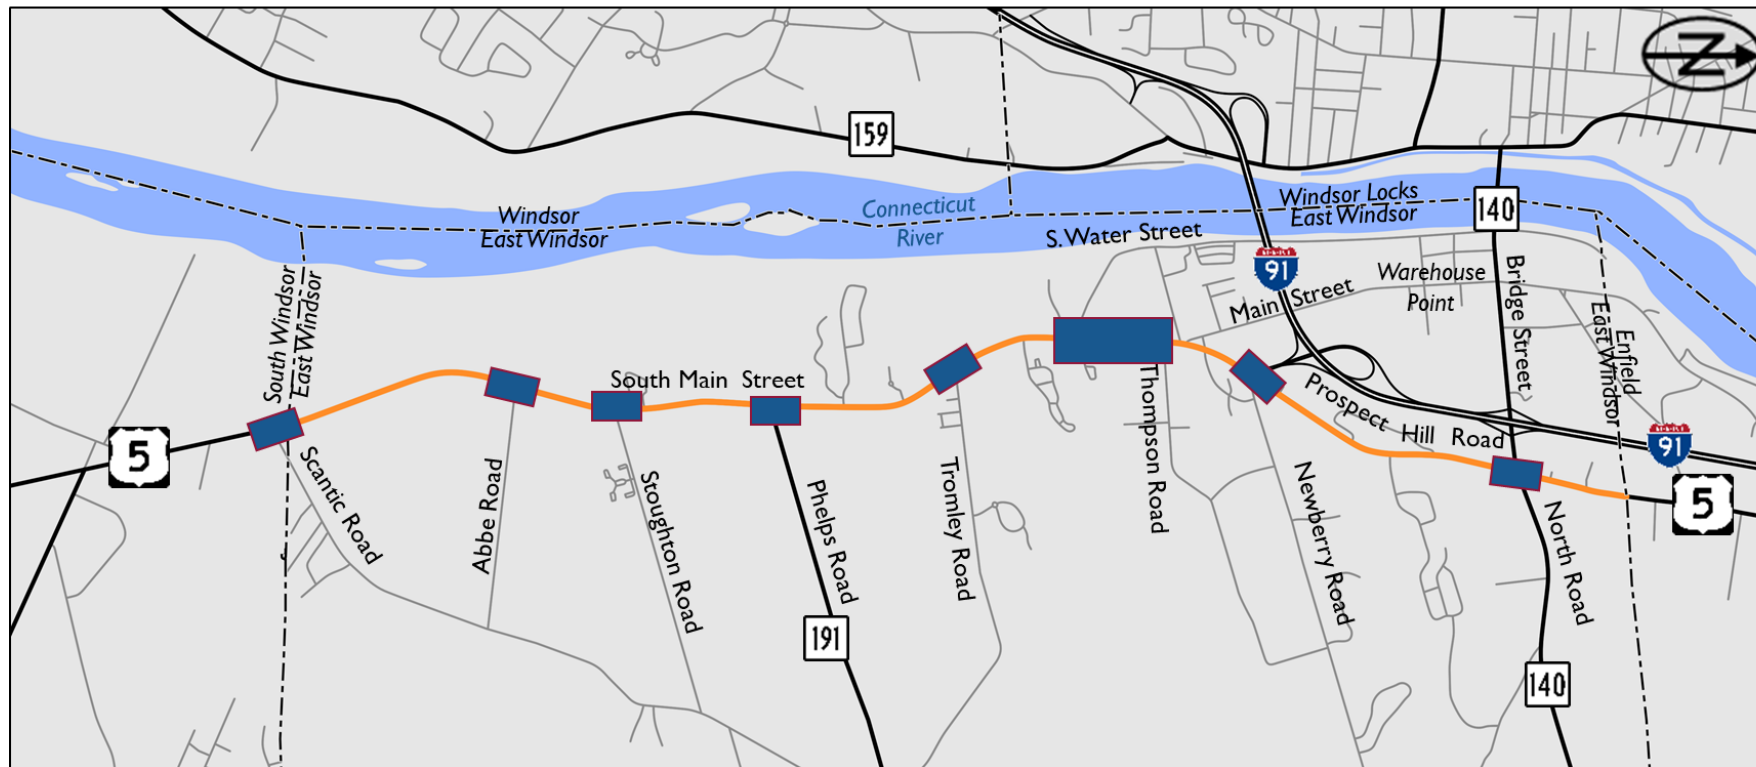 N
159
Windsor
East Windsor
Connecticut
River
S. Water Street
Windsor Locks
East Windsor
140
91
Main Street
Warehouse
Point
Bridge Street
Enfield
East Windsor
South Windsor
East Windsor
5
South Main Street
Prospect Hill Road
91
5
Scantic Road
Abbe Road
Stoughton Road
Phelps Road
Tromley Road
Thompson Road
Newberry Road
North Road
191
140